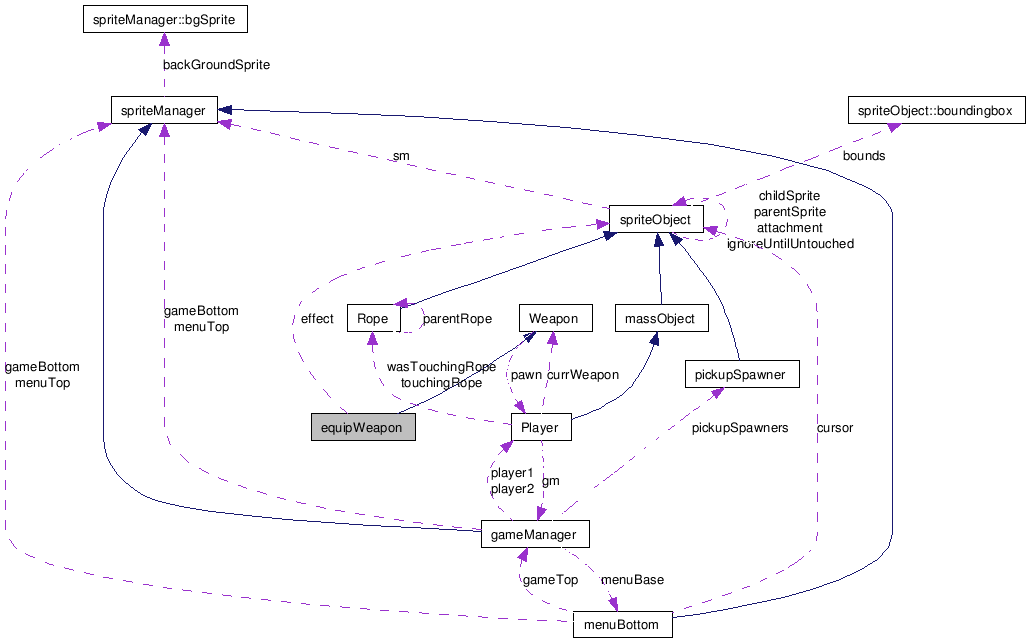 spriteManager::bgSprite
backGroundSprite
spriteManager
spriteObject::boundingbox
sm
bounds
childSprite
parentSprite
attachment
ignoreUntilUntouched
spriteObject
gameBottom
menuTop
effect
Rope
parentRope
Weapon
massObject
gameBottom
menuTop
wasTouchingRope
touchingRope
pawn
currWeapon
pickupSpawner
equipWeapon
Player
pickupSpawners
cursor
player1
player2
gm
gameManager
gameTop
menuBase
menuBottom